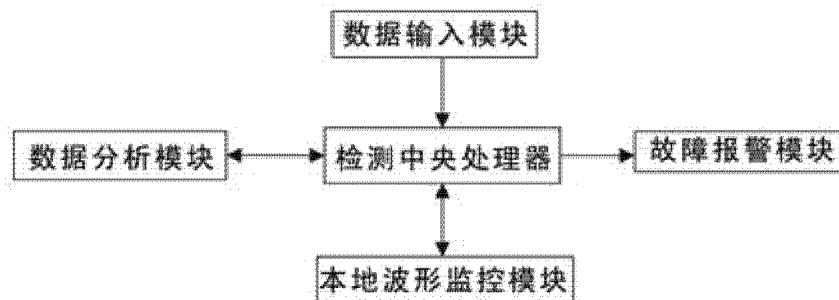 数据输入模块
数据分析模块
检测中央处理器
故障报警模块
本地波形监控模块